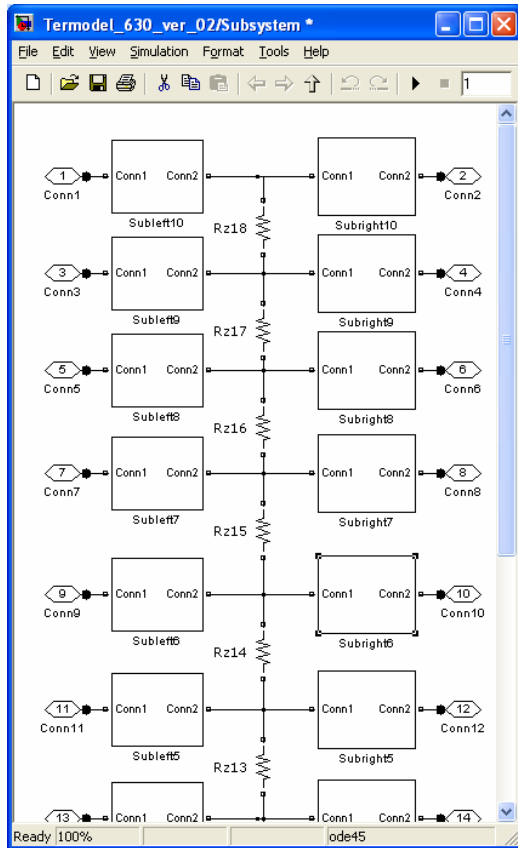 Termodel_630_ver_02/Subsystem *
File Edit View Simulation Format Tools Help
1
1 Conn1 Conn2 Conn1 Conn2 2
Conn1 Subleft10 Rz18 Subright10 Conn2
3 Conn1 Conn2 Conn1 Conn2 4
Conn3 Subleft9 Rz17 Subright9 Conn4
5 Conn1 Conn2 Conn1 Conn2 6
Conn5 Subleft8 Rz16 Subright8 Conn6
7 Conn1 Conn2 Conn1 Conn2 8
Conn7 Subleft7 Rz15 Subright7 Conn8
9 Conn1 Conn2 Conn1 Conn2 10
Conn9 Subleft6 Rz14 Subright6 Conn10
11 Conn1 Conn2 Conn1 Conn2 12
Conn11 Subleft5 Rz13 Subright5 Conn12
13 Conn1 Conn2 Conn1 Conn2 14
Ready 100% ode45